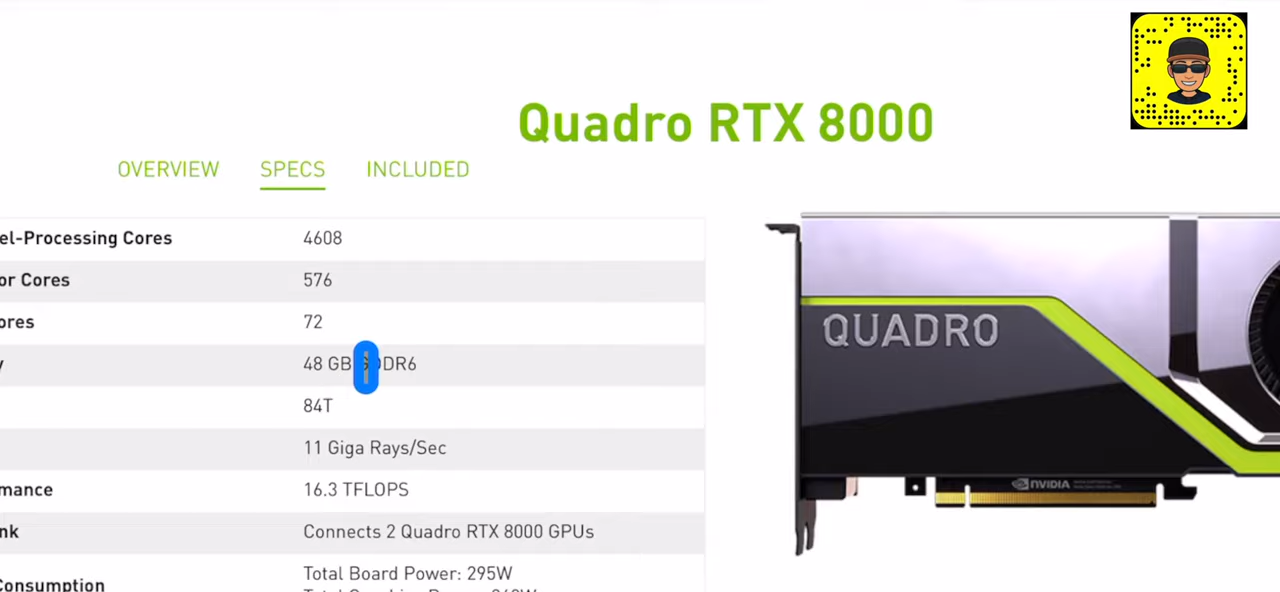 Quadro RTX 8000
OVERVIEW SPECS INCLUDED
el-Processing Cores 4608
or Cores 576
ores 72
y 48 GB DDR6
84T
11 Giga Rays/Sec
mance 16.3 TFLOPS
nk Connects 2 Quadro RTX 8000 GPUs
Total Board Power: 295W
Consumption
QUADRO
NVIDIA